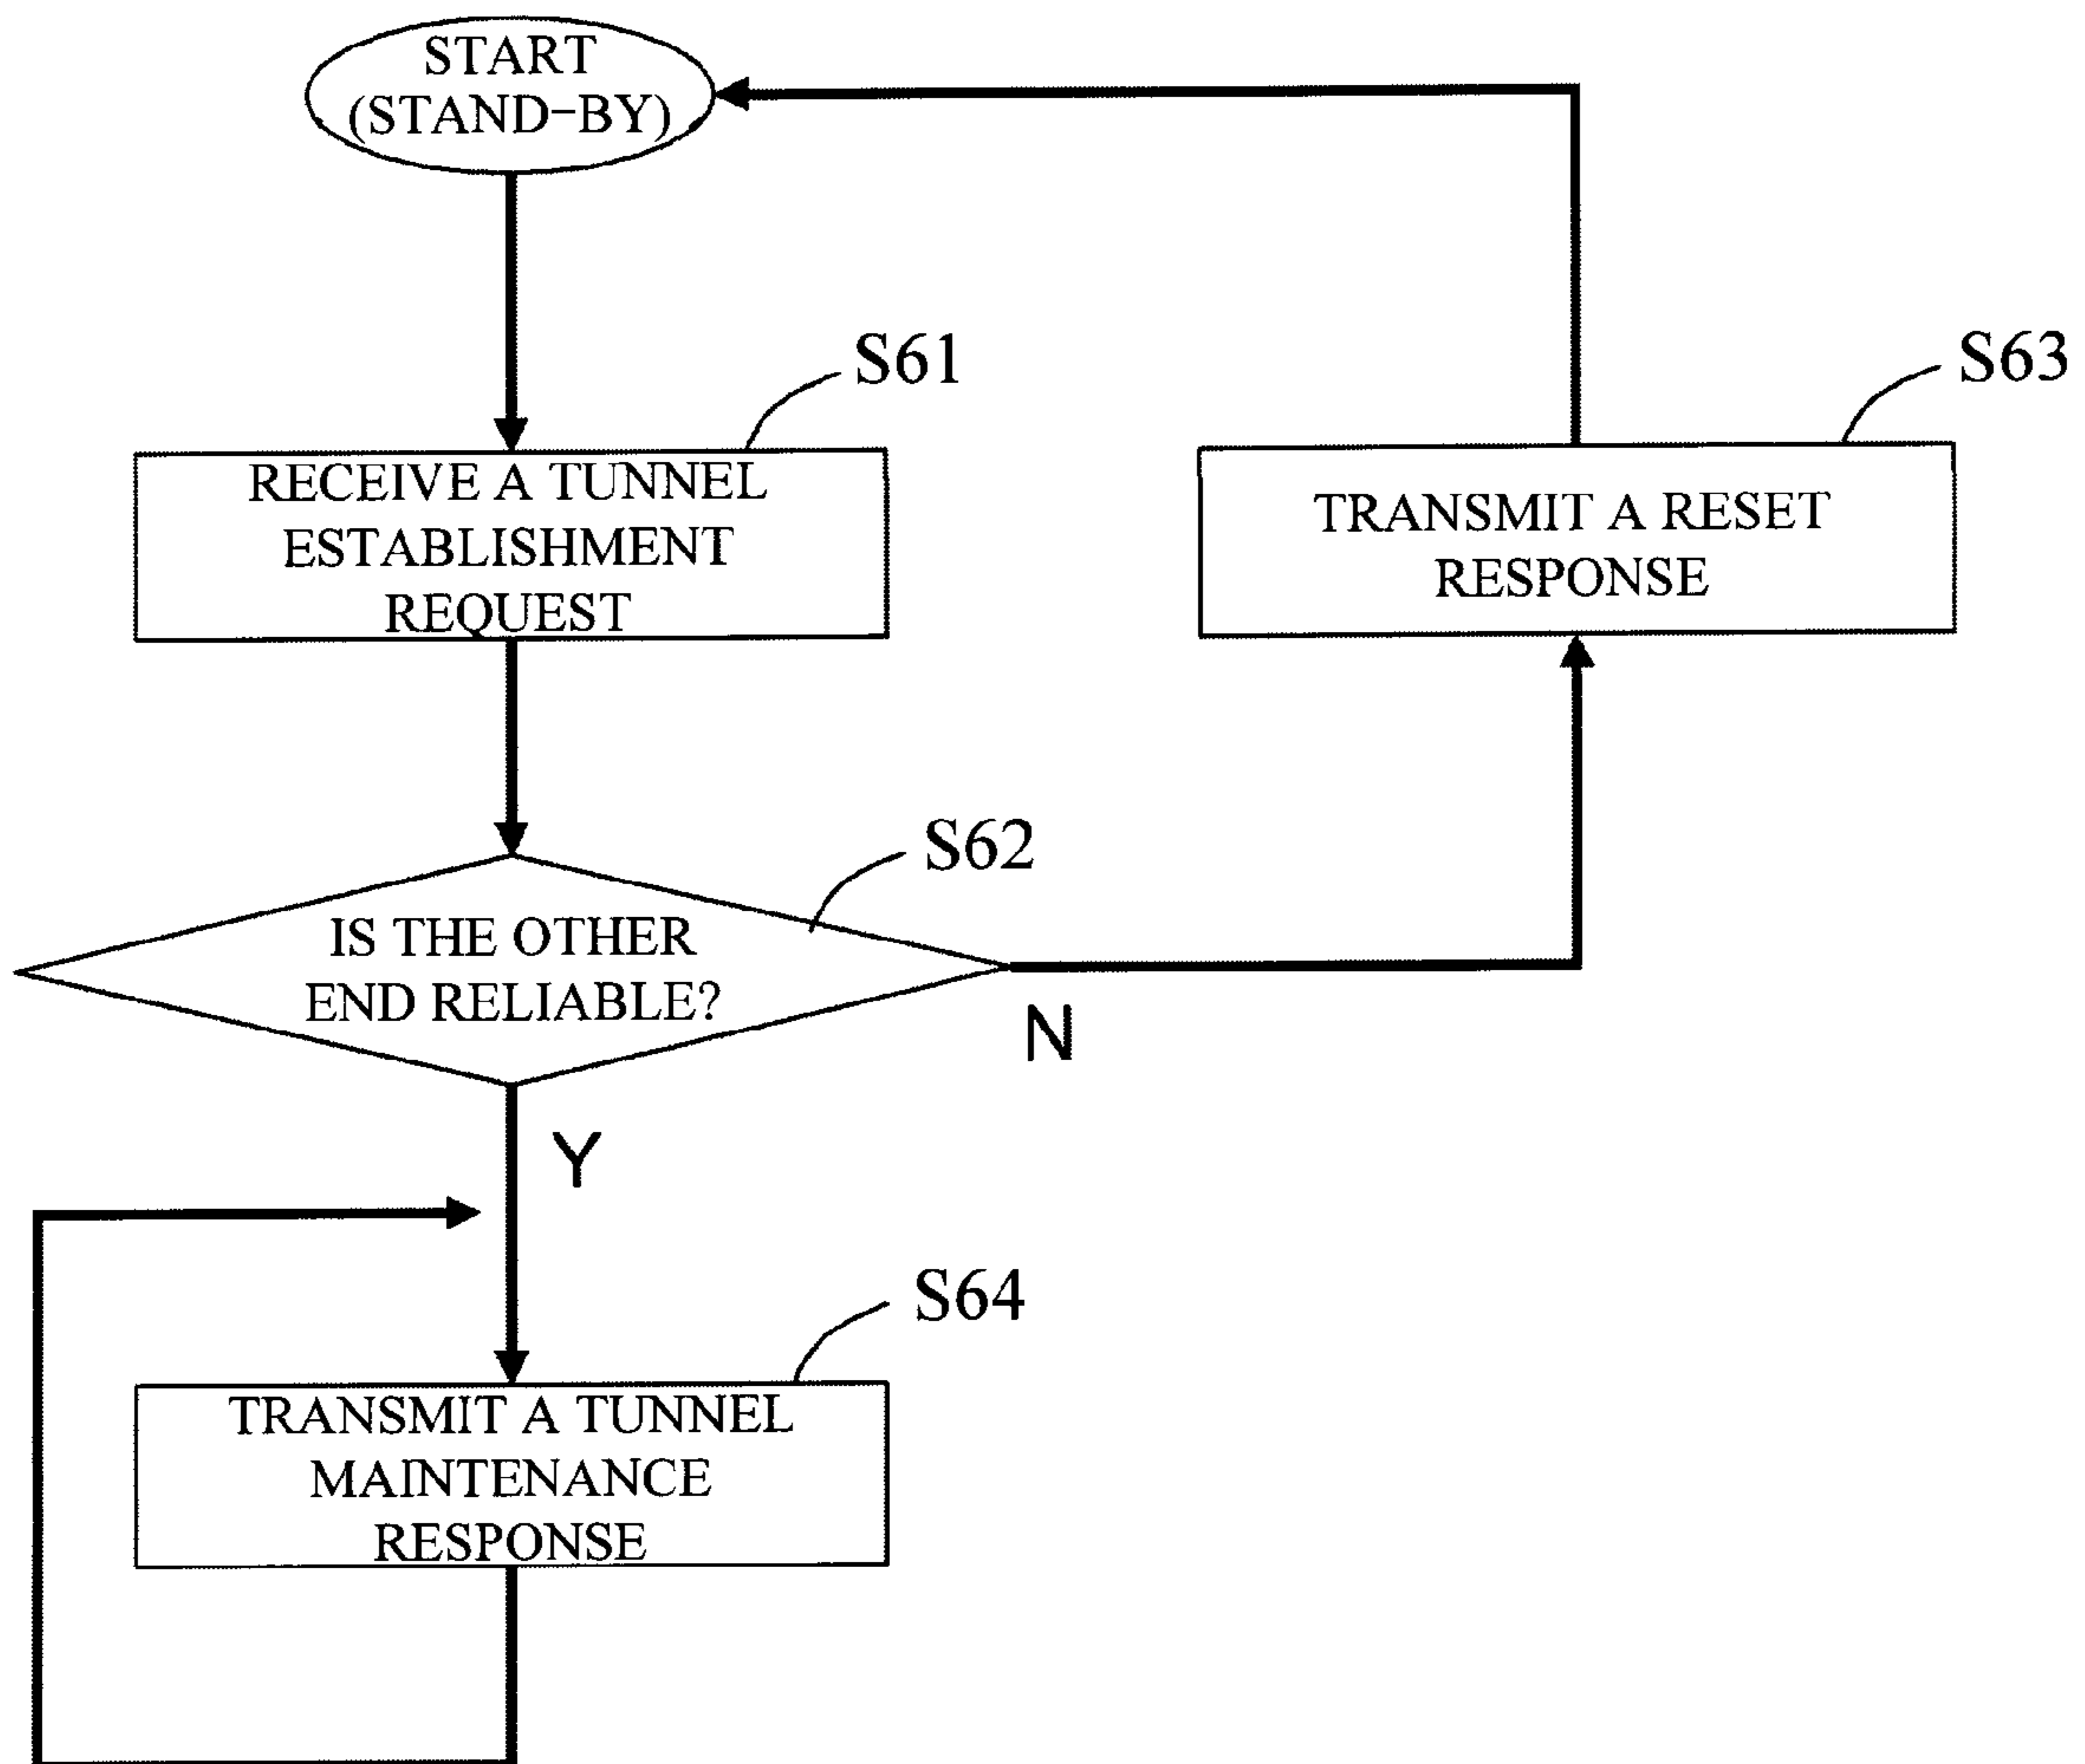 START
(STAND-BY)
S61
RECEIVE A TUNNEL
ESTABLISHMENT
REQUEST
S63
TRANSMIT A RESET
RESPONSE
S62
IS THE OTHER
END RELIABLE?
N
Y
S64
TRANSMIT A TUNNEL
MAINTENANCE
RESPONSE